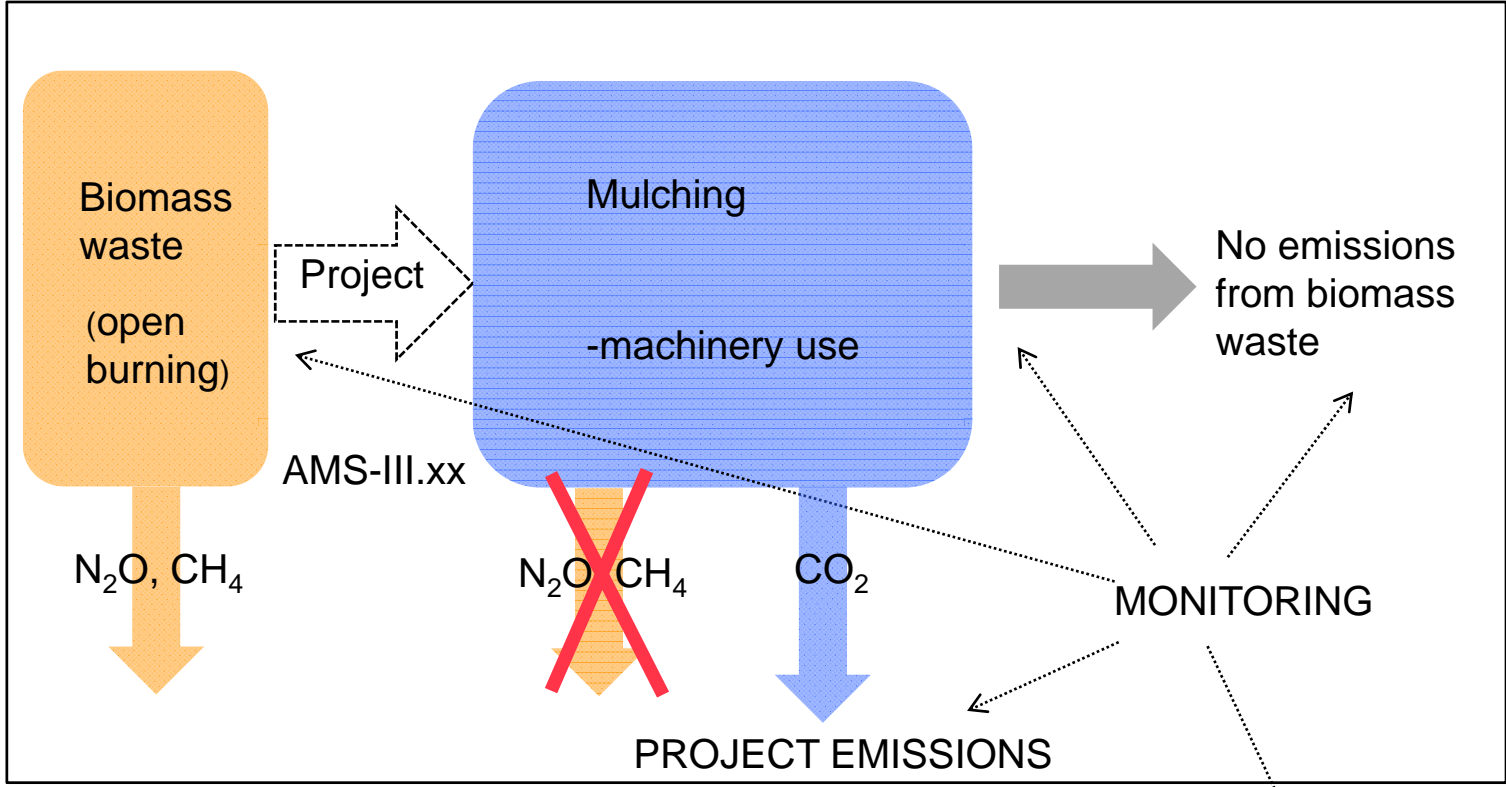 Biomass
waste
(open
burning)
Project
Mulching
-machinery use
No emissions
from biomass
waste
AMS-III.xx
N₂O, CH₄
N₂O CH₄
CO₂
MONITORING
PROJECT EMISSIONS